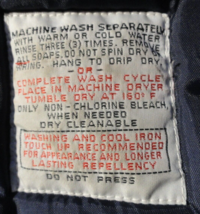 MACHINE WASH SEPARATELY
WITH WARM OR COLD WATER
RINSE THREE (3) TIMES. REMOVE
ALL SOAPS. DO NOT SPIN DRY OR
WRING. HANG TO DRIP DRY.
-OR-
COMPLETE WASH CYCLE
PLACE IN MACHINE DRYER
TUMBLE DRY AT 160° F
ONLY NON-CHLORINE BLEACH
WHEN NEEDED
DRY CLEANABLE
WASHING AND COOL IRON
TOUCH UP RECOMMENDED
FOR APPEARANCE AND LONGER
LASTING REPELLENCY
DO NOT PRESS